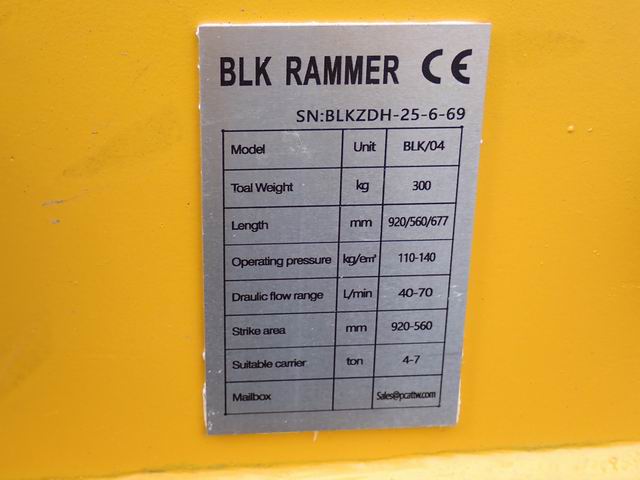 BLK RAMMER CE
SN:BLKZDH-25-6-69
Model Unit BLK/04
Toal Weight kg 300
Length mm 920/560/677
Operating pressure kg/em² 110-140
Draulic flow range L/min 40-70
Strike area mm 920-560
Suitable carrier ton 4-7
Mailbox Sales@pcattw.com